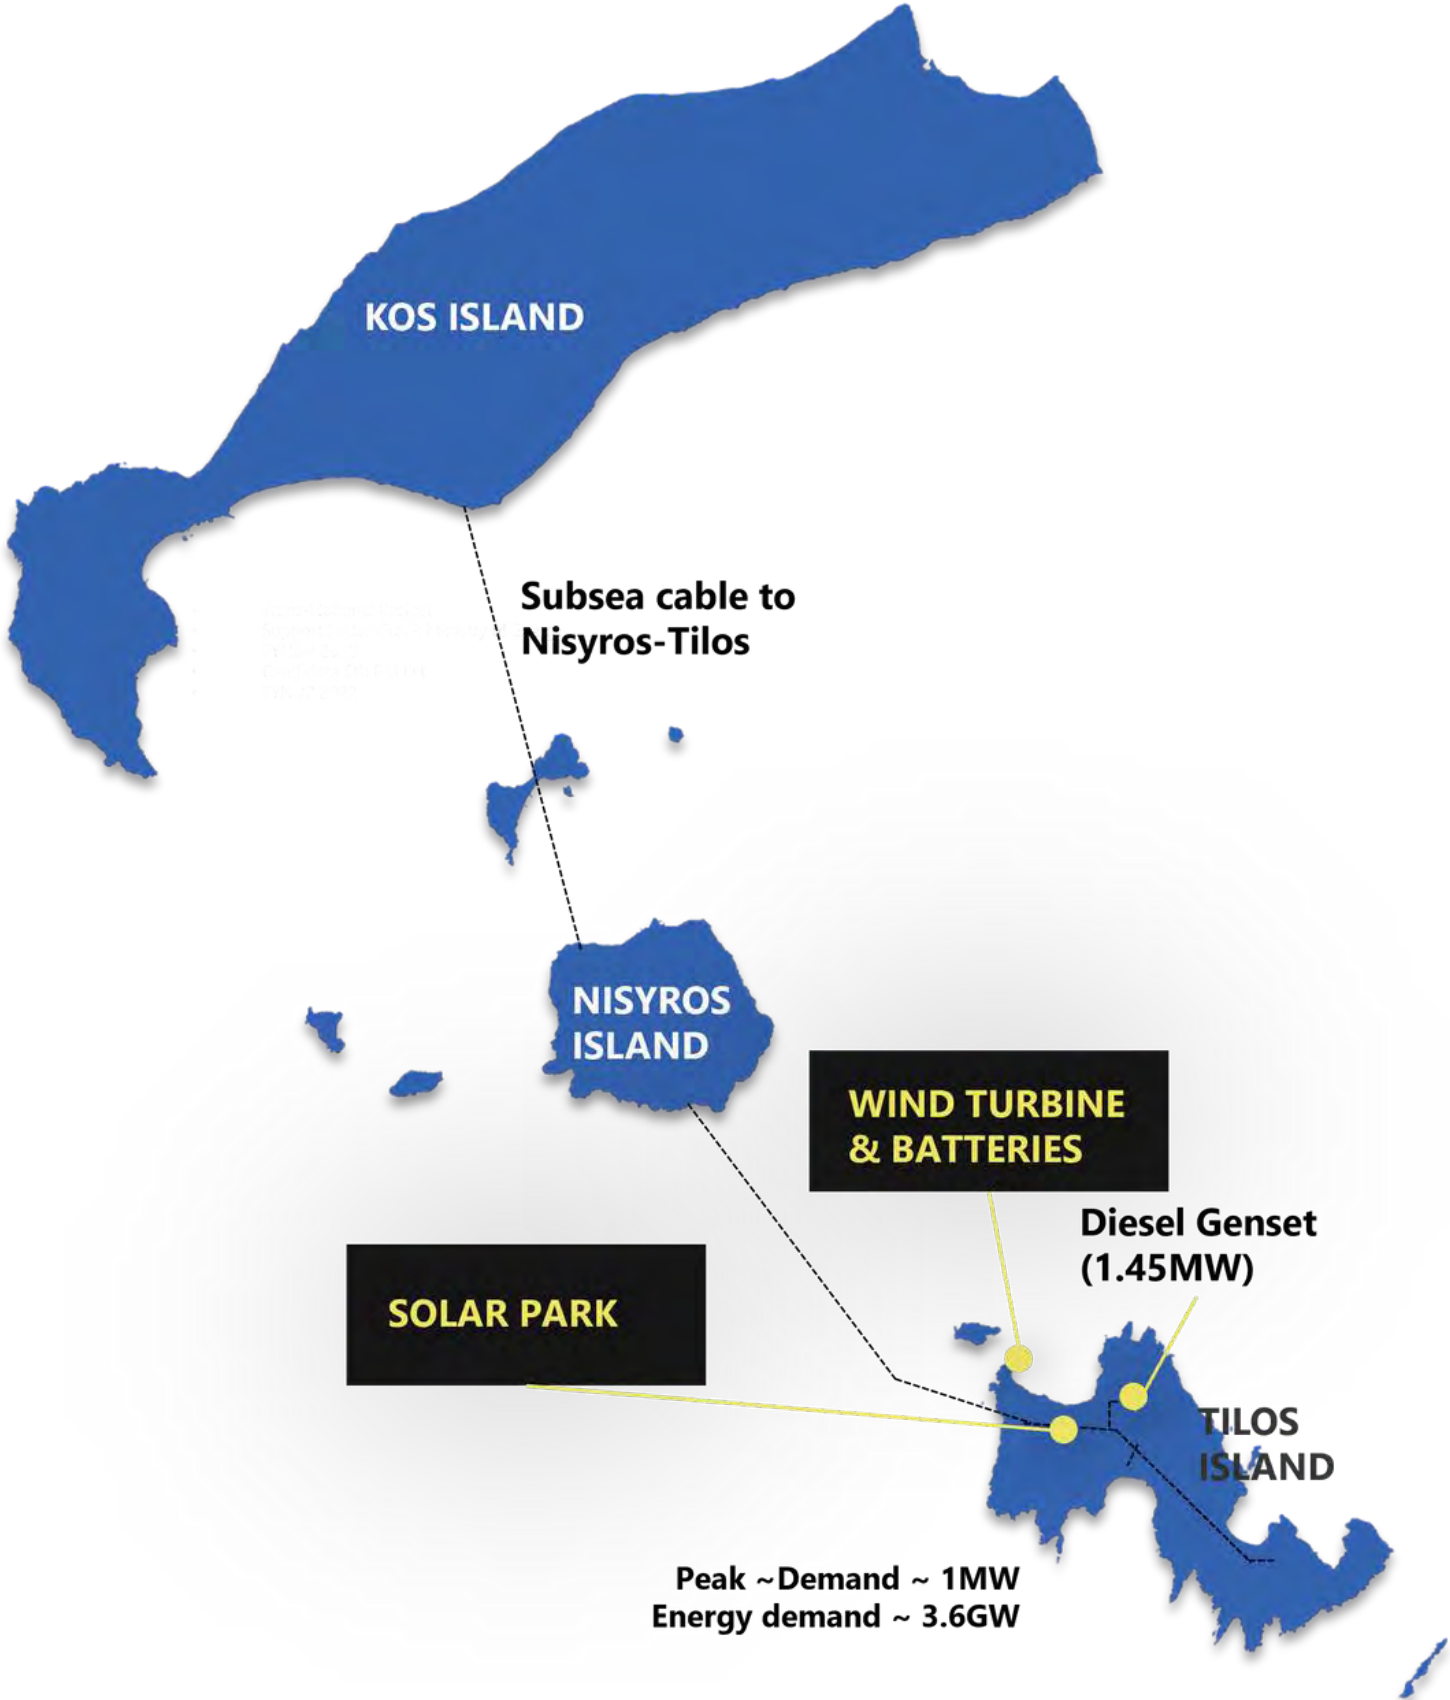 KOS ISLAND
Subsea cable to
Nisyros-Tilos
NISYROS
ISLAND
WIND TURBINE
& BATTERIES
Diesel Genset
(1.45MW)
SOLAR PARK
TILOS
ISLAND
Peak ~Demand ~ 1MW
Energy demand ~ 3.6GW